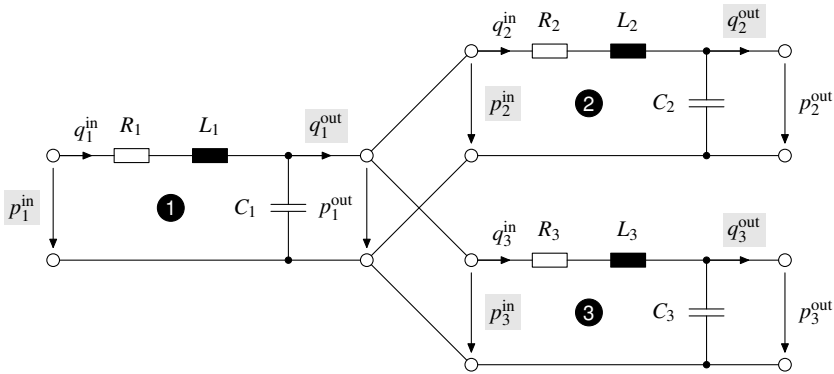 q₂ⁱⁿ R₂ L₂ q₂ᵒᵘᵗ
p₂ⁱⁿ 2 C₂ p₂ᵒᵘᵗ
q₁ⁱⁿ R₁ L₁ q₁ᵒᵘᵗ
p₁ⁱⁿ 1 C₁ p₁ᵒᵘᵗ
q₃ⁱⁿ R₃ L₃ q₃ᵒᵘᵗ
p₃ⁱⁿ 3 C₃ p₃ᵒᵘᵗ